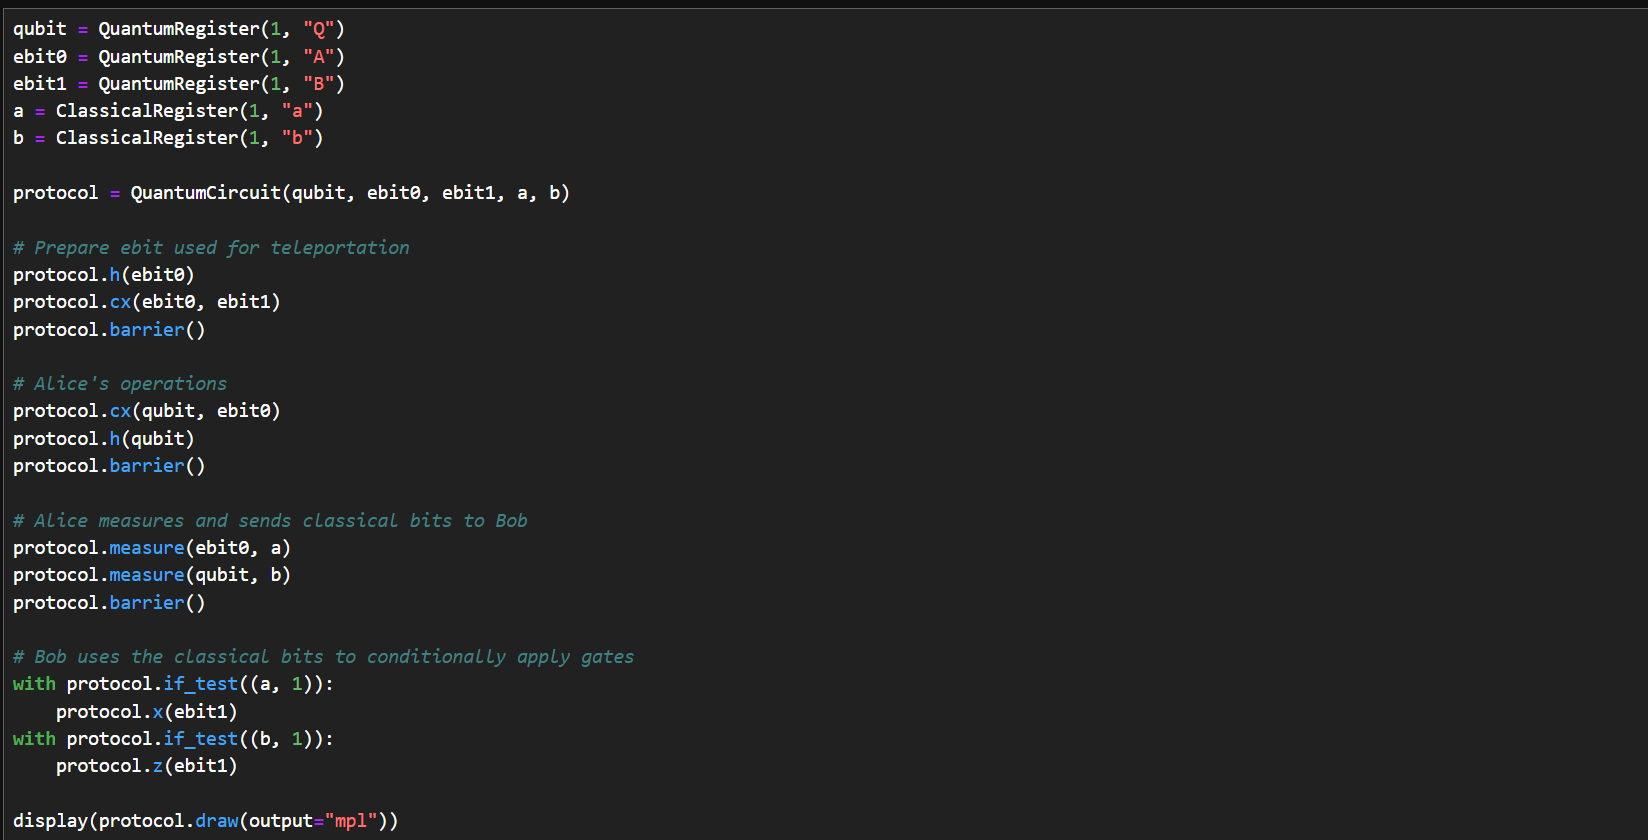 qubit = QuantumRegister(1, "Q")
ebit0 = QuantumRegister(1, "A")
ebit1 = QuantumRegister(1, "B")
a = ClassicalRegister(1, "a")
b = ClassicalRegister(1, "b")

protocol = QuantumCircuit(qubit, ebit0, ebit1, a, b)

# Prepare ebit used for teleportation
protocol.h(ebit0)
protocol.cx(ebit0, ebit1)
protocol.barrier()

# Alice's operations
protocol.cx(qubit, ebit0)
protocol.h(qubit)
protocol.barrier()

# Alice measures and sends classical bits to Bob
protocol.measure(ebit0, a)
protocol.measure(qubit, b)
protocol.barrier()

# Bob uses the classical bits to conditionally apply gates
with protocol.if_test((a, 1)):
    protocol.x(ebit1)
with protocol.if_test((b, 1)):
    protocol.z(ebit1)

display(protocol.draw(output="mpl"))